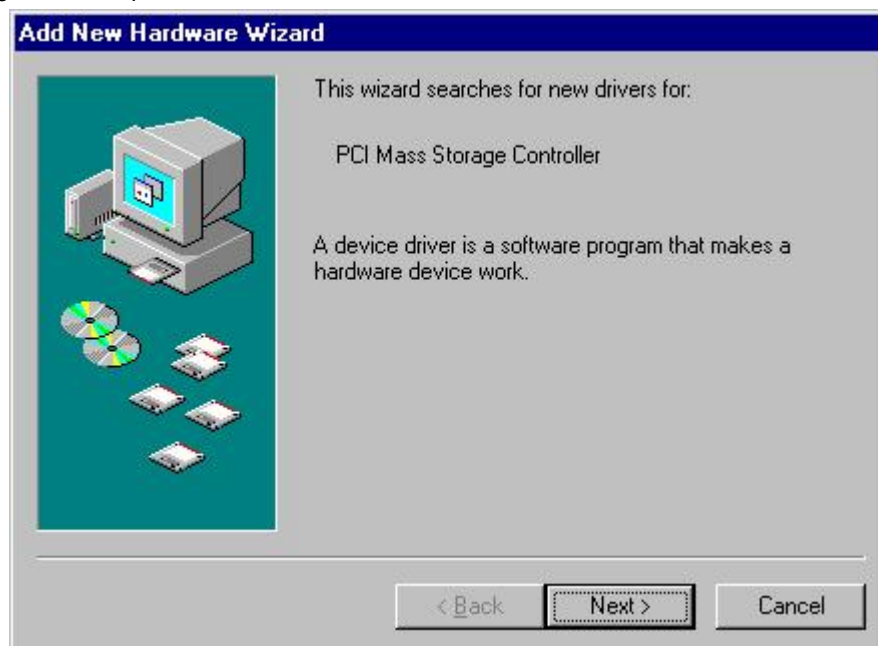 Add New Hardware Wizard
This wizard searches for new drivers for:
PCI Mass Storage Controller
A device driver is a software program that makes a
hardware device work.
< Back
Next >
Cancel